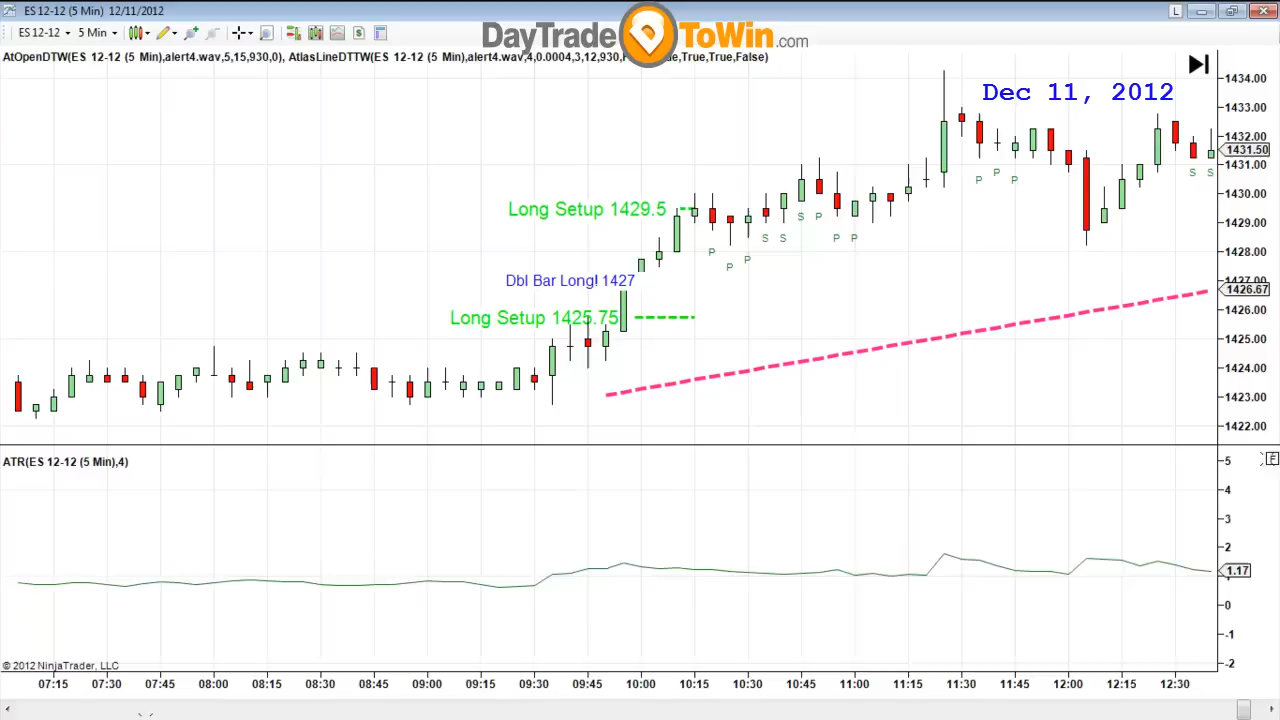 ES 12-12 (5 Min) 12/11/2012
L
ES 12-12 5 Min $
DayTradeToWin.com
AtOpenDTW(ES 12-12 (5 Min),alert4.wav,5,15,930,0), AtlasLineDTTW(ES 12-12 (5 Min),alert4.wav,4,0.0004,3,12,930,
True,True,False)
Dec 11, 2012
1434.00
1433.00
1432.00
1431.50
1431.00
1430.00
1429.00
1428.00
1427.00
1426.67
1426.00
1425.00
1424.00
1423.00
1422.00
Long Setup 1429.5
P P P S S S P P P P P P S S
Dbl Bar Long! 1427
Long Setup 1425.75
ATR(ES 12-12 (5 Min),4)
F
5
4
3
2
1.17
1
0
-1
-2
© 2012 NinjaTrader, LLC
07:15 07:30 07:45 08:00 08:15 08:30 08:45 09:00 09:15 09:30 09:45 10:00 10:15 10:30 10:45 11:00 11:15 11:30 11:45 12:00 12:15 12:30